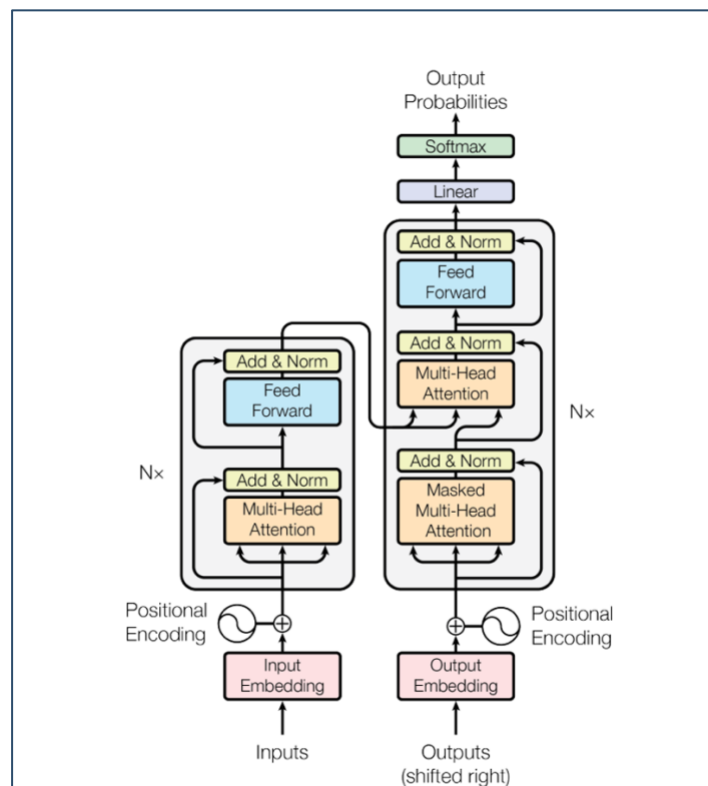 Output
Probabilities
Softmax
Linear
Add & Norm
Feed
Forward
Add & Norm
Multi-Head
Attention
Add & Norm
Masked
Multi-Head
Attention
Nx
Add & Norm
Feed
Forward
Add & Norm
Multi-Head
Attention
Nx
Positional
Encoding
Input
Embedding
Inputs
Positional
Encoding
Output
Embedding
Outputs
(shifted right)